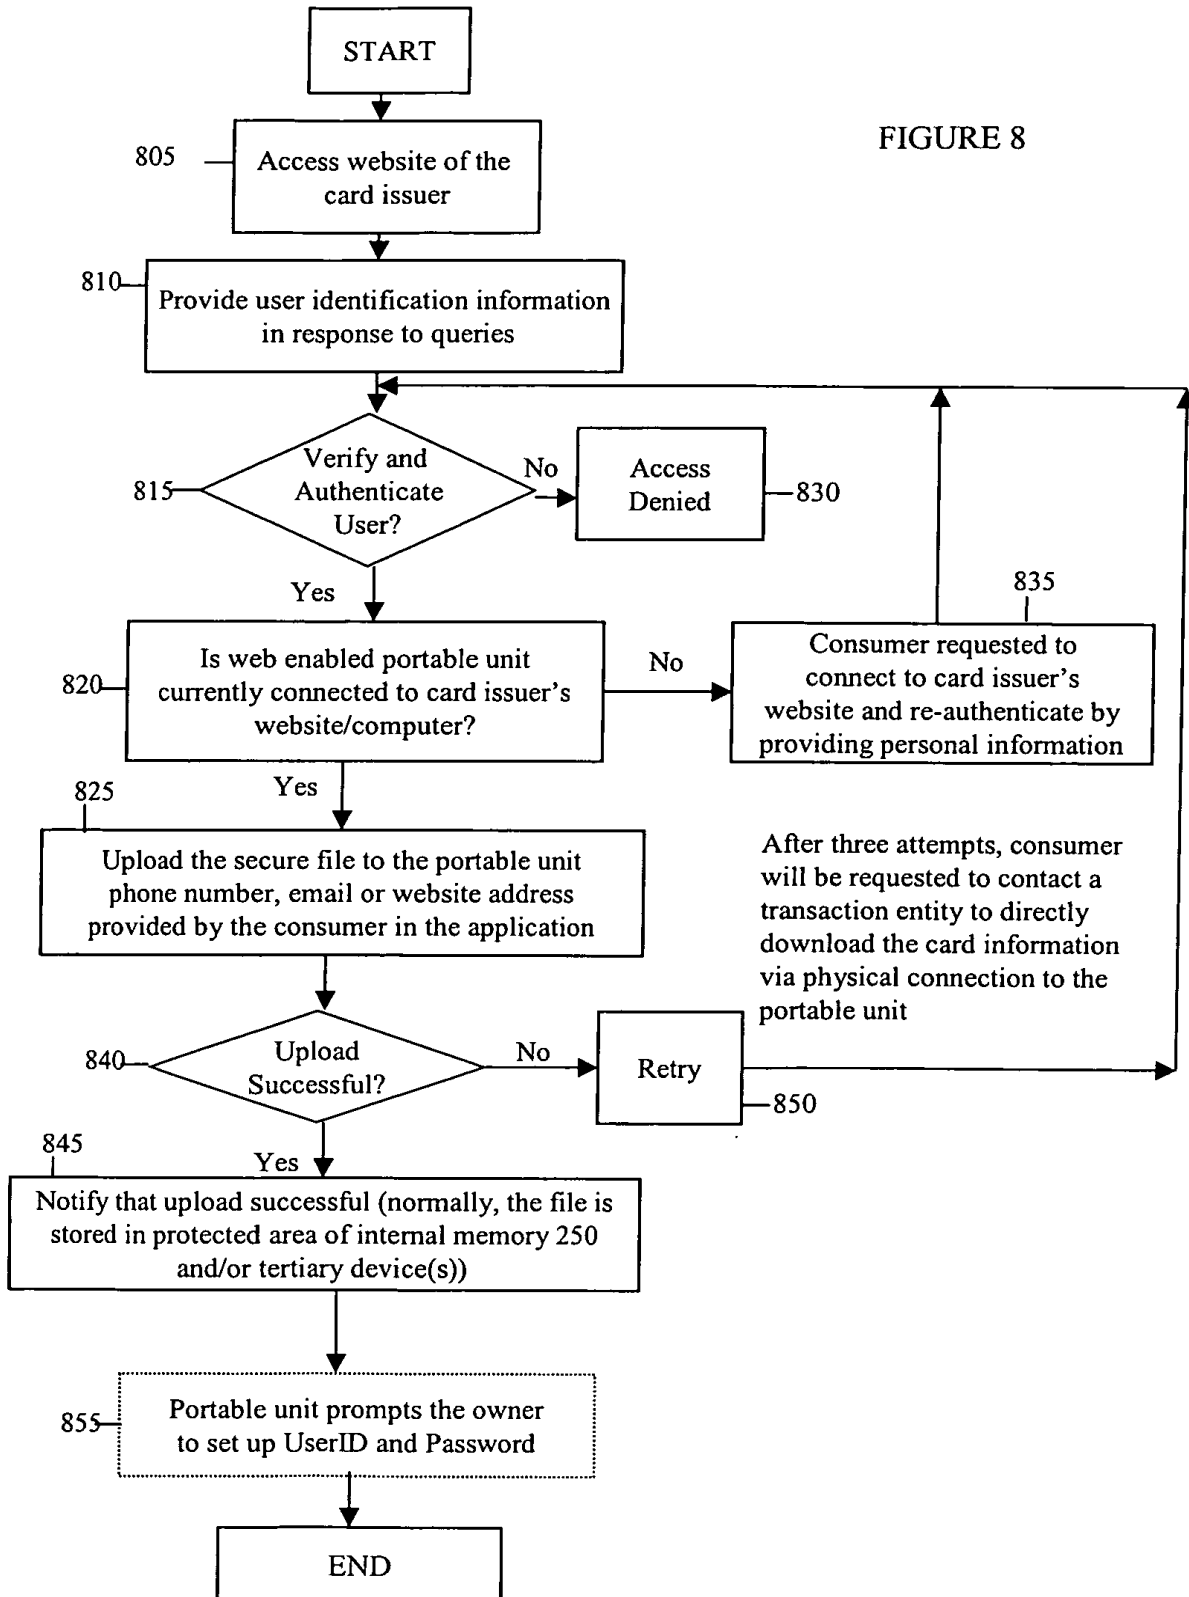 START
FIGURE 8
805
Access website of the
card issuer
810
Provide user identification information
in response to queries
815
Verify and
Authenticate
User?
No
Access
Denied
830
Yes
820
Is web enabled portable unit
currently connected to card issuer's
website/computer?
No
835
Consumer requested to
connect to card issuer's
website and re-authenticate by
providing personal information
Yes
825
Upload the secure file to the portable unit
phone number, email or website address
provided by the consumer in the application
After three attempts, consumer
will be requested to contact a
transaction entity to directly
download the card information
via physical connection to the
portable unit
840
Upload
Successful?
No
Retry
850
Yes
845
Notify that upload successful (normally, the file is
stored in protected area of internal memory 250
and/or tertiary device(s))
855
Portable unit prompts the owner
to set up UserID and Password
END